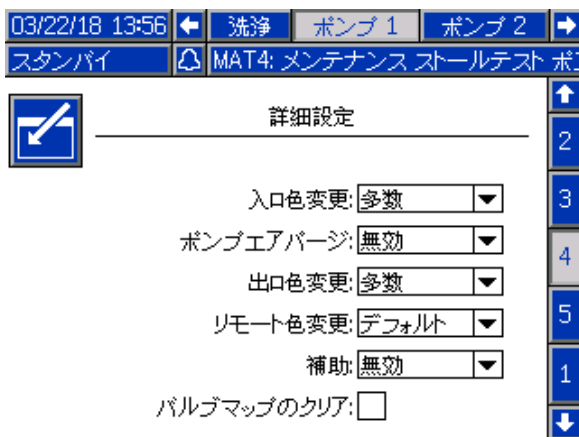 03/22/18 13:56 洗浄 ポンプ 1 ポンプ 2
スタンバイ MAT4: メンテナンス ストールテスト ポ
詳細設定
2
入口色変更: 多数
3
ポンプエアパージ: 無効
4
出口色変更: 多数
リモート色変更: デフォルト
5
補助: 無効
1
バルブマップのクリア: